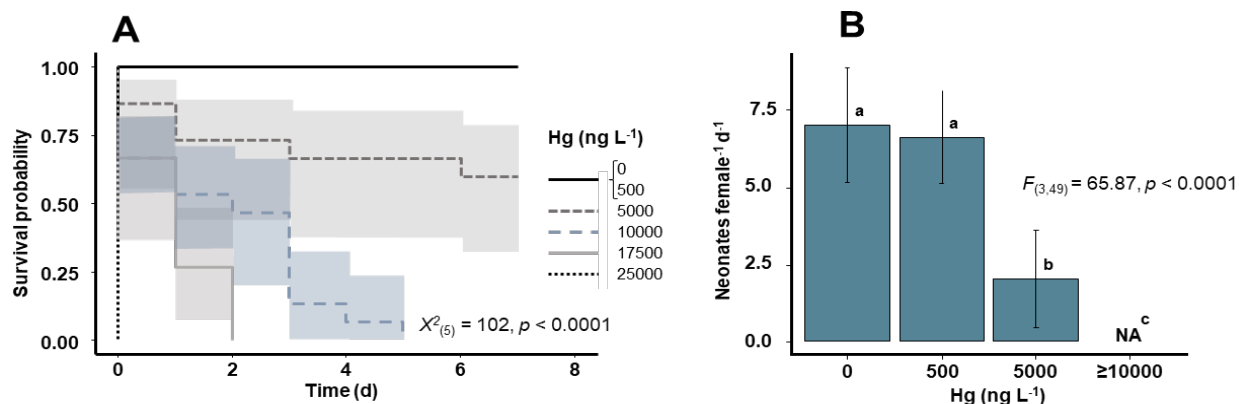 A
Survival probability
1.00
0.75
0.50
0.25
0.00
0 2 4 6 8
Time (d)
Hg (ng L⁻¹)
0
500
5000
10000
17500
25000
X²(5) = 102, p < 0.0001
B
Neonates female⁻¹ d⁻¹
7.5
5.0
2.5
0.0
a
a
b
NAᶜ
F(3,49) = 65.87, p < 0.0001
0 500 5000 ≥10000
Hg (ng L⁻¹)